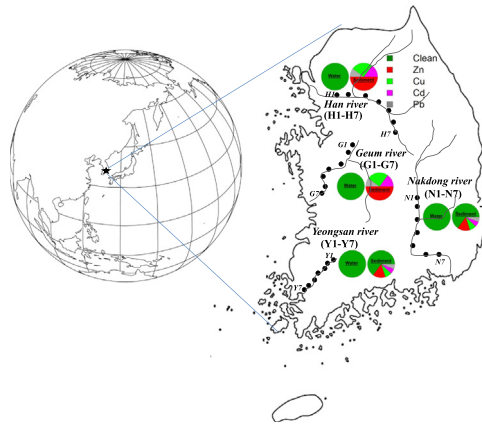 Clean
Zn
Cu
Cd
Pb
Water
Sediment
H1
Han river
(H1-H7)
H7
G1
Geum river
(G1-G7)
G7
Water
Sediment
Nakdong river
(N1-N7)
N1
Water
Sediment
N7
Yeongsan river
(Y1-Y7)
Y1
Water
Sediment
Y7